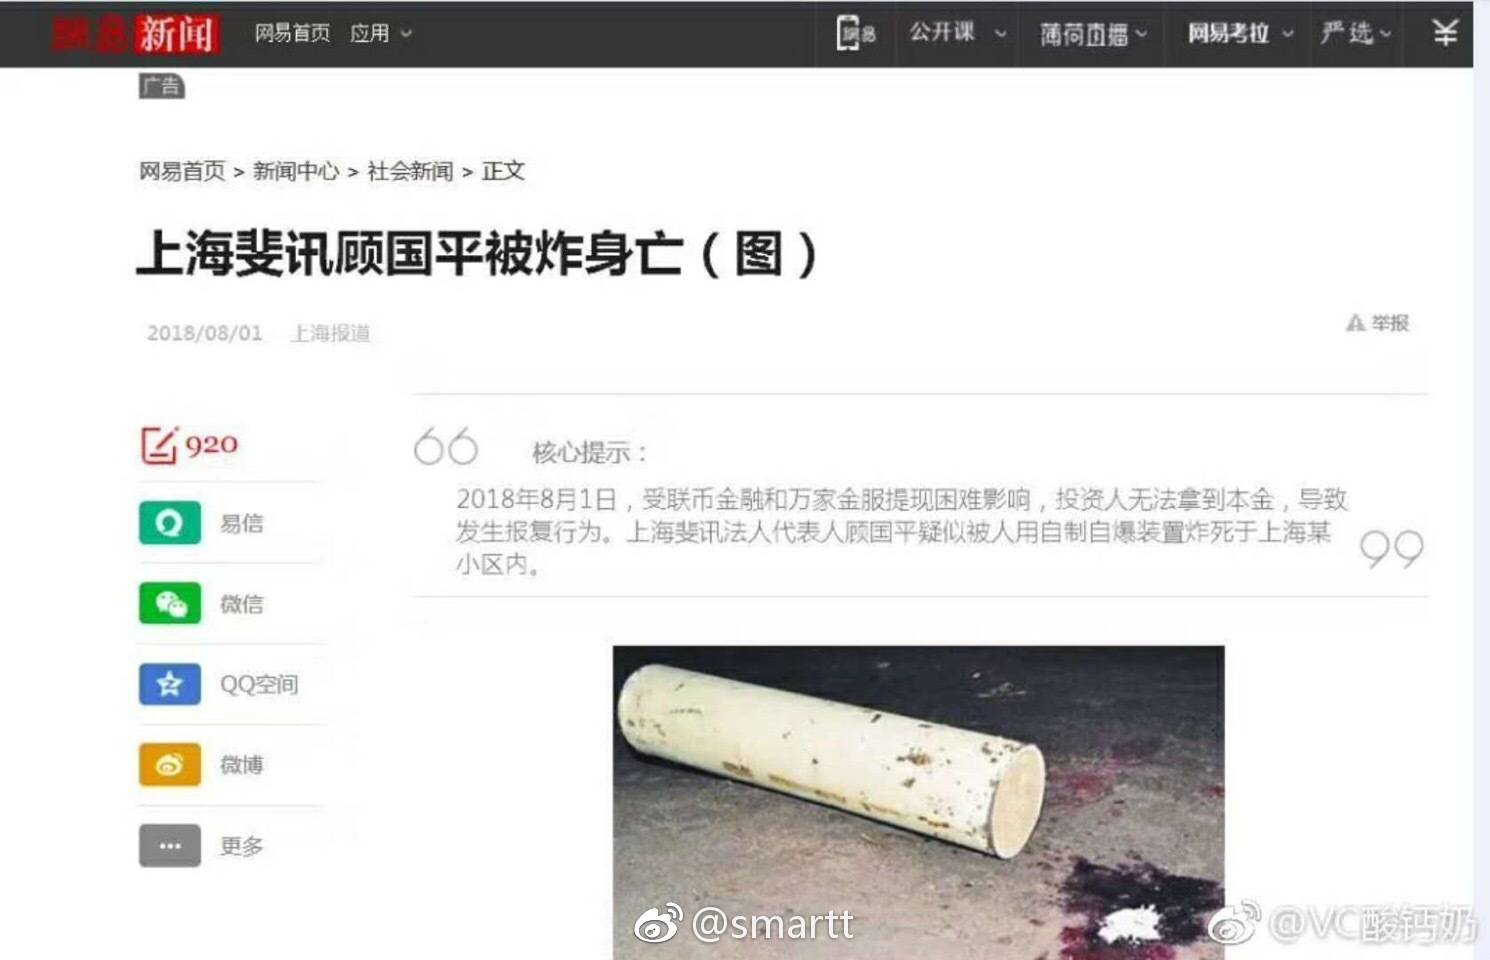 網易新闻 网易首页 应用 網易 公开课 薄荷直播 网易考拉 严选
广告
网易首页 > 新闻中心 > 社会新闻 > 正文
上海斐讯顾国平被炸身亡（图）
2018/08/01 上海报道
举报
920
核心提示：
2018年8月1日，受联币金融和万家金服提现困难影响，投资人无法拿到本金，导致
发生报复行为。上海斐讯法人代表人顾国平疑似被人用自制自爆装置炸死于上海某
小区内。
易信
微信
QQ空间
微博
更多
@smartt
@VC酸钙奶